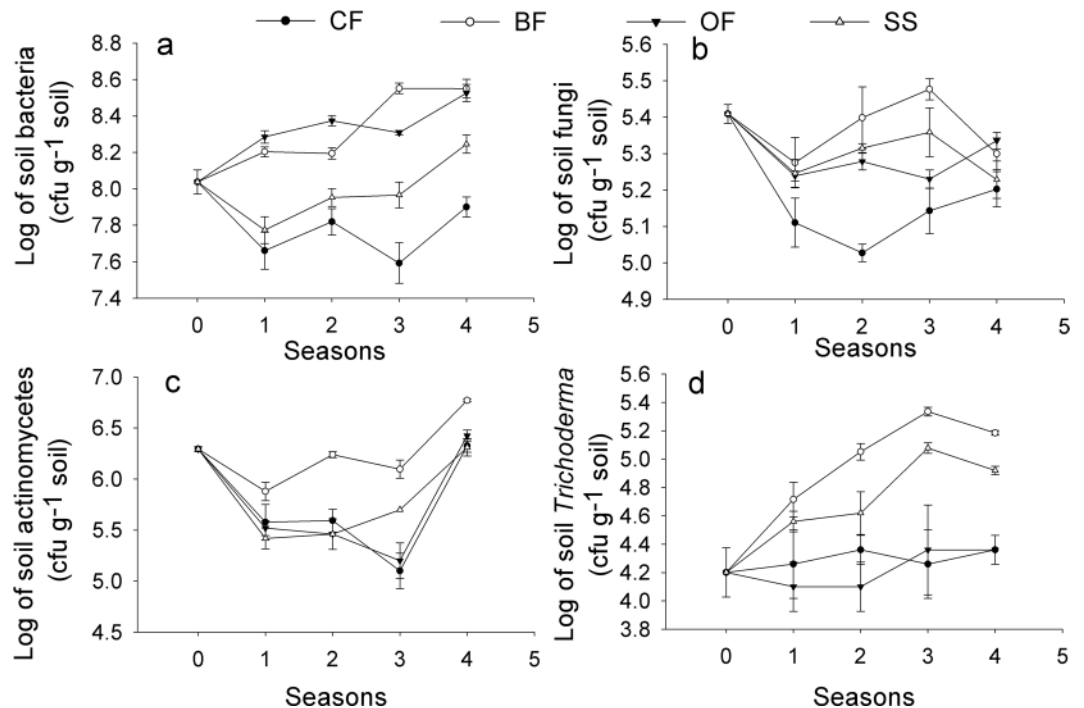 CF BF OF SS
a
Log of soil bacteria
(cfu g⁻¹ soil)
8.8
8.6
8.4
8.2
8.0
7.8
7.6
7.4
0 1 2 3 4 5
Seasons
b
Log of soil fungi
(cfu g⁻¹ soil)
5.6
5.5
5.4
5.3
5.2
5.1
5.0
4.9
0 1 2 3 4 5
Seasons
c
Log of soil actinomycetes
(cfu g⁻¹ soil)
7.0
6.5
6.0
5.5
5.0
4.5
0 1 2 3 4 5
Seasons
d
Log of soil Trichoderma
(cfu g⁻¹ soil)
5.6
5.4
5.2
5.0
4.8
4.6
4.4
4.2
4.0
3.8
0 1 2 3 4 5
Seasons